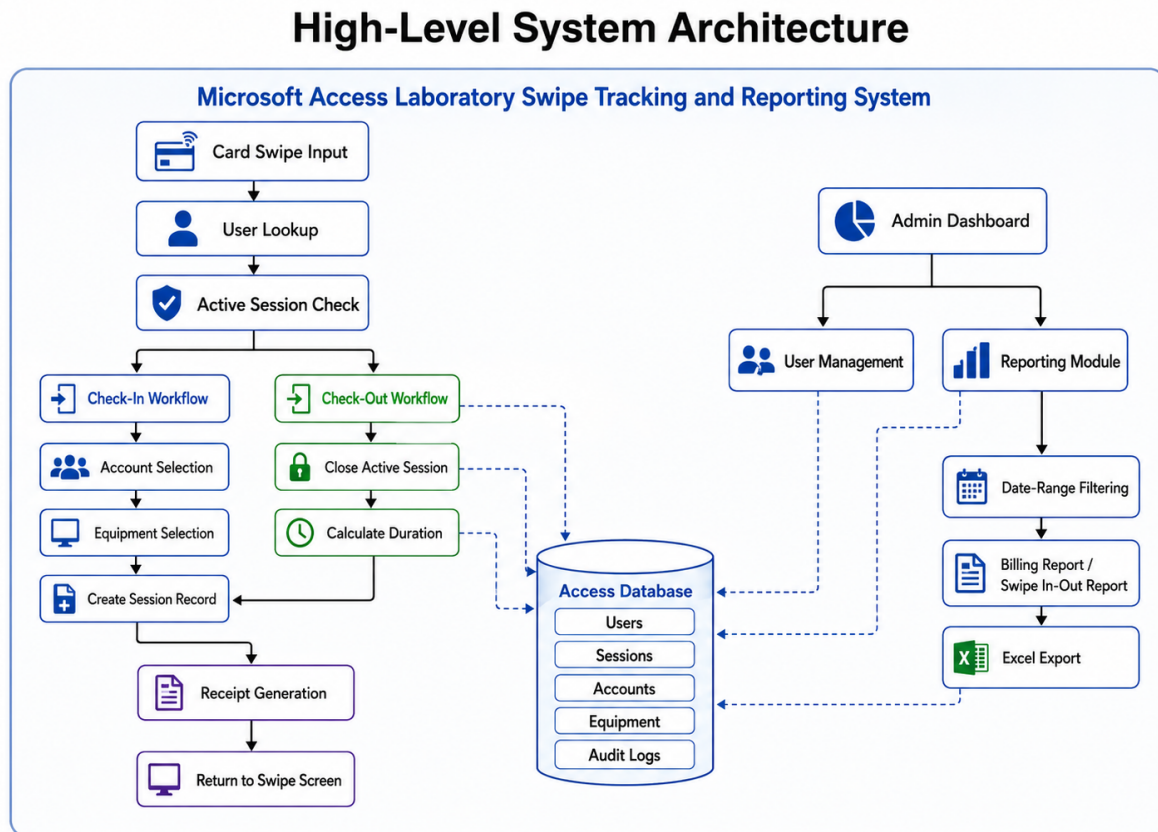 High-Level System Architecture
Microsoft Access Laboratory Swipe Tracking and Reporting System
Card Swipe Input
User Lookup
Active Session Check
Check-In Workflow
Account Selection
Equipment Selection
Create Session Record
Check-Out Workflow
Close Active Session
Calculate Duration
Receipt Generation
Return to Swipe Screen
Access Database
Users
Sessions
Accounts
Equipment
Audit Logs
Admin Dashboard
User Management
Reporting Module
Date-Range Filtering
Billing Report /
Swipe In-Out Report
X
Excel Export